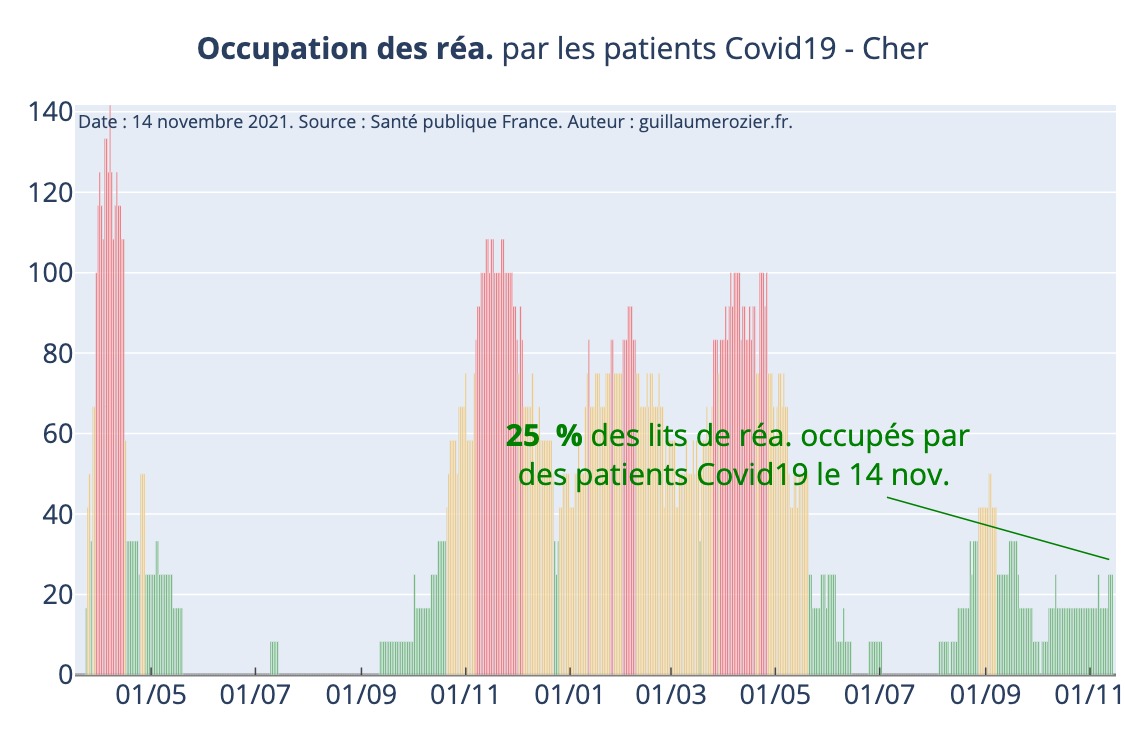 Occupation des réa. par les patients Covid19 - Cher
140
Date : 14 novembre 2021. Source : Santé publique France. Auteur : guillaumerozier.fr.
120
100
80
60
25 % des lits de réa. occupés par
des patients Covid19 le 14 nov.
40
20
0
01/05 01/07 01/09 01/11 01/01 01/03 01/05 01/07 01/09 01/11